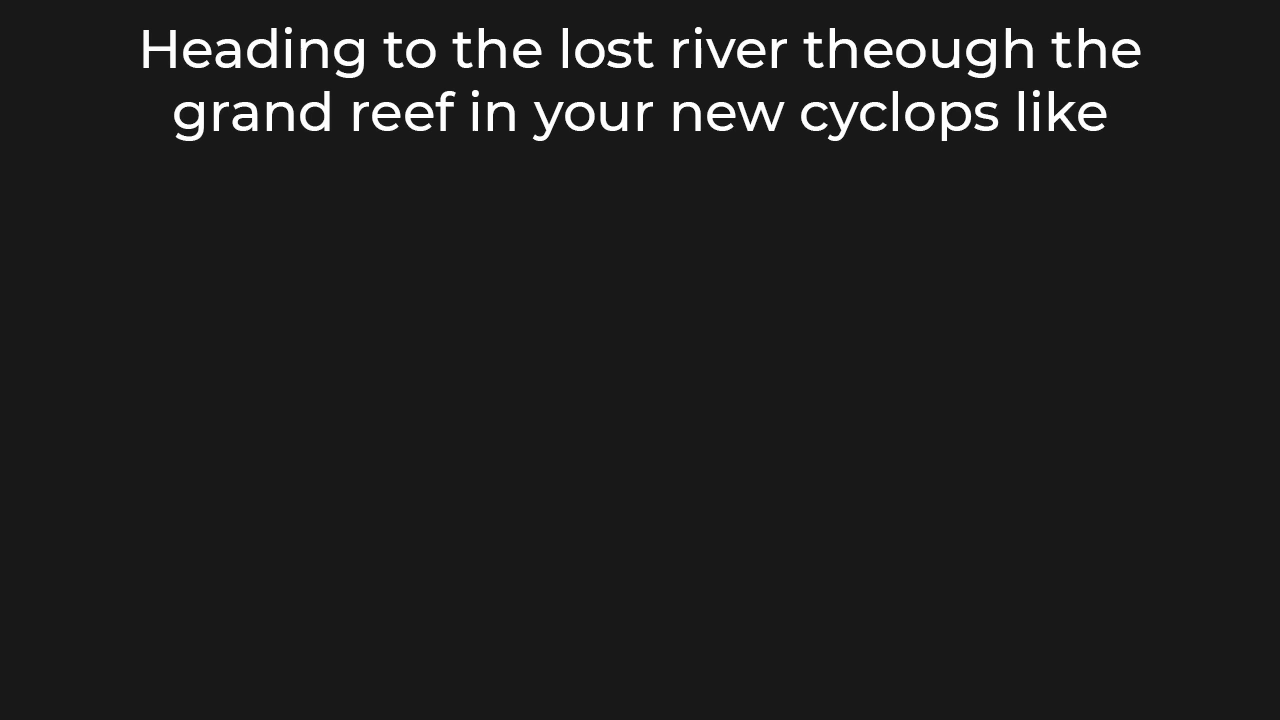 Heading to the lost river theough the
grand reef in your new cyclops like